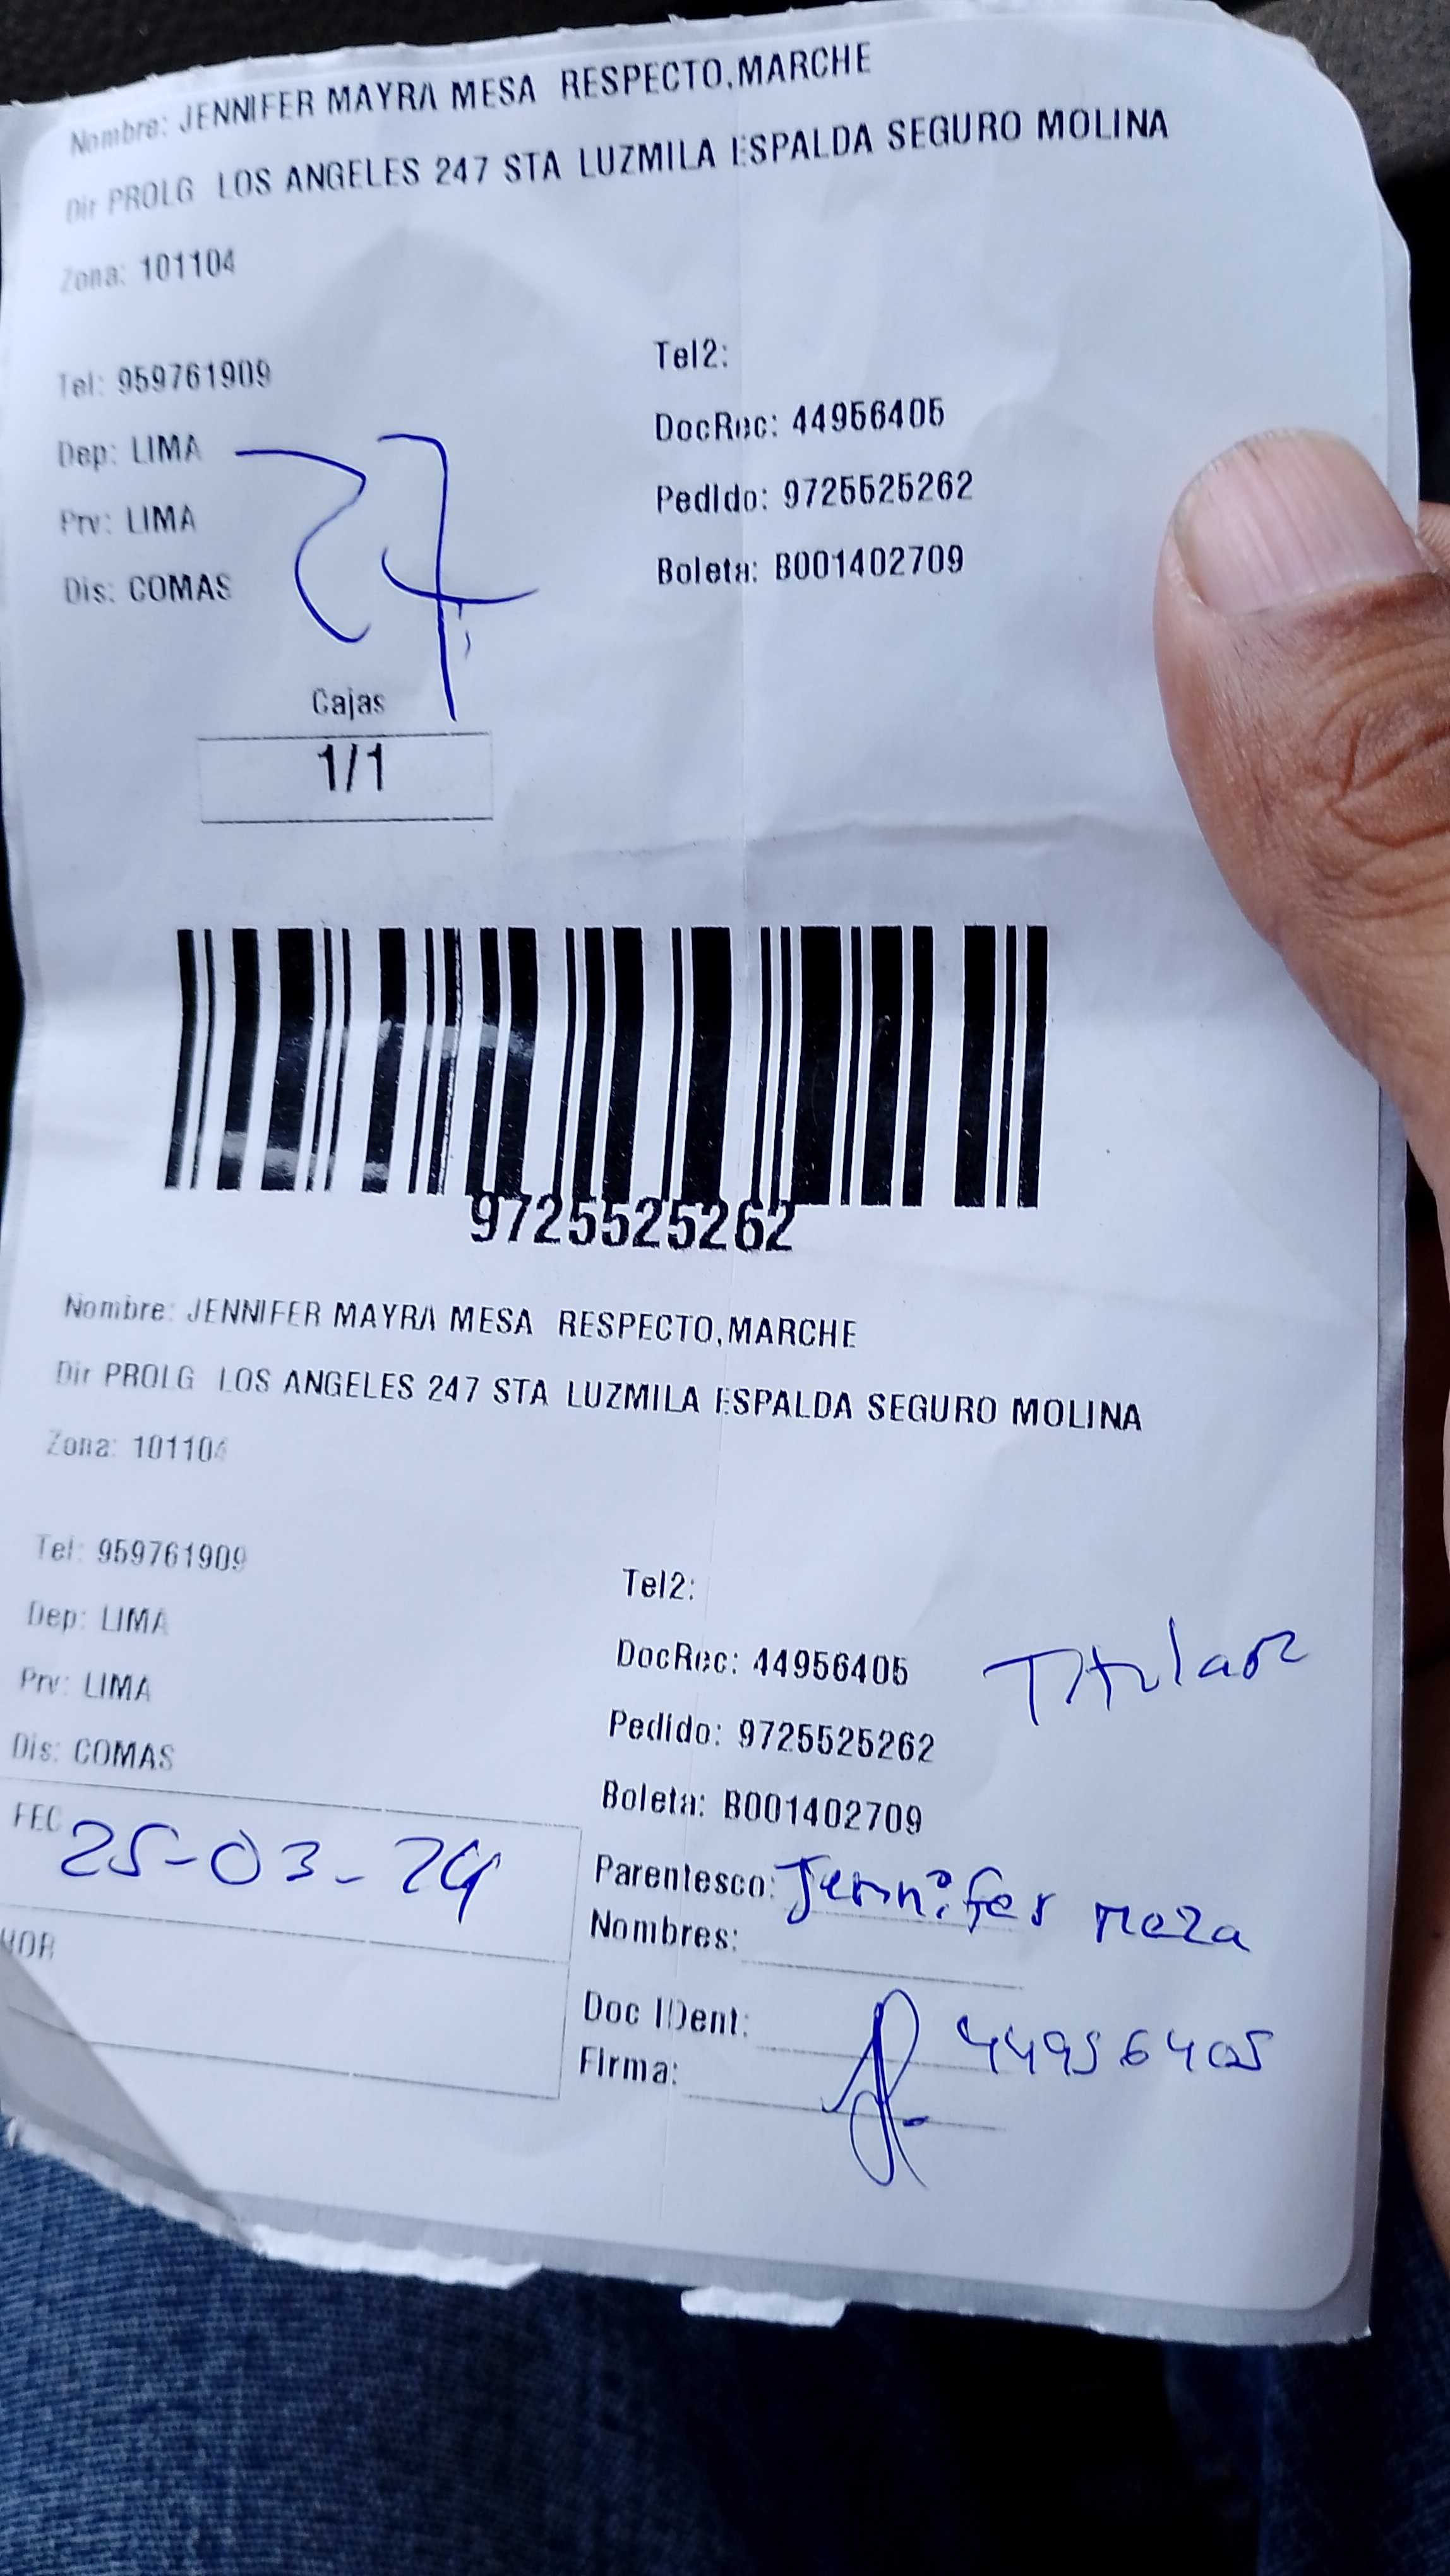 Nombre: JENNIFER MAYRA MESA RESPECTO,MARCHE
Dir PROLG LOS ANGELES 247 STA LUZMILA ESPALDA SEGURO MOLINA
Zona: 101104
Tel: 959761909
Tel2:
Dep: LIMA
DocRec: 44956405
Prv: LIMA
Pedido: 9725525262
Dis: COMAS
Boleta: B001402709
27
Cajas
1/1
9725525262
Nombre: JENNIFER MAYRA MESA RESPECTO,MARCHE
Dir PROLG LOS ANGELES 247 STA LUZMILA ESPALDA SEGURO MOLINA
Zona: 101104
Tel: 959761909
Tel2:
Dep: LIMA
DocRec: 44956405 Titular
Prv: LIMA
Pedido: 9725525262
Dis: COMAS
Boleta: B001402709
FEC 25-03-24
Parentesco: Jennifer meza
Nombres:
HOR
Doc IDent: 44956405
Firma: